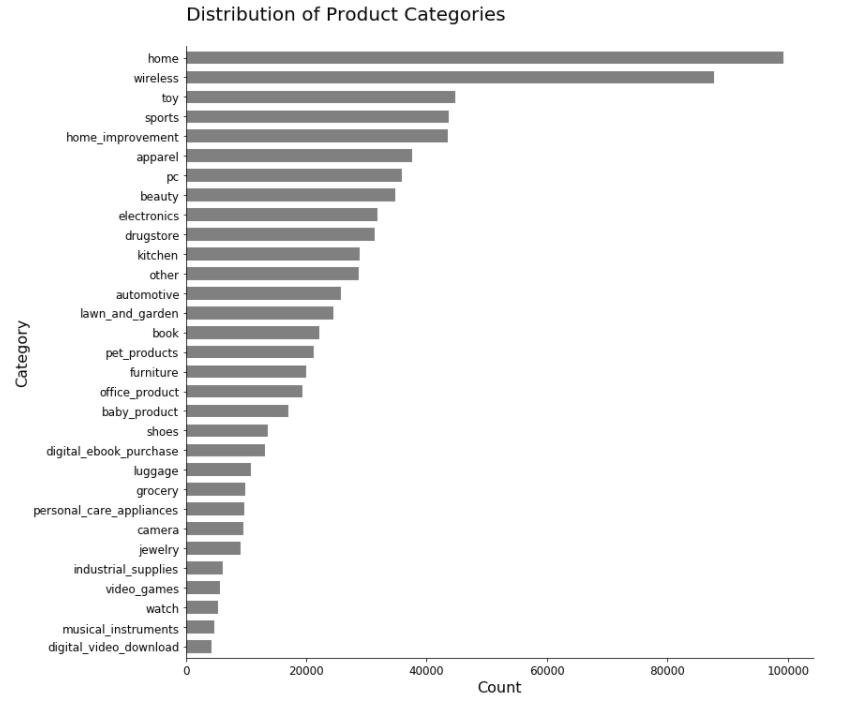 Distribution of Product Categories
home
wireless
toy
sports
home_improvement
apparel
pc
beauty
electronics
drugstore
kitchen
other
automotive
lawn_and_garden
book
pet_products
furniture
office_product
baby_product
shoes
digital_ebook_purchase
luggage
grocery
personal_care_appliances
camera
jewelry
industrial_supplies
video_games
watch
musical_instruments
digital_video_download
Category
0 20000 40000 60000 80000 100000
Count